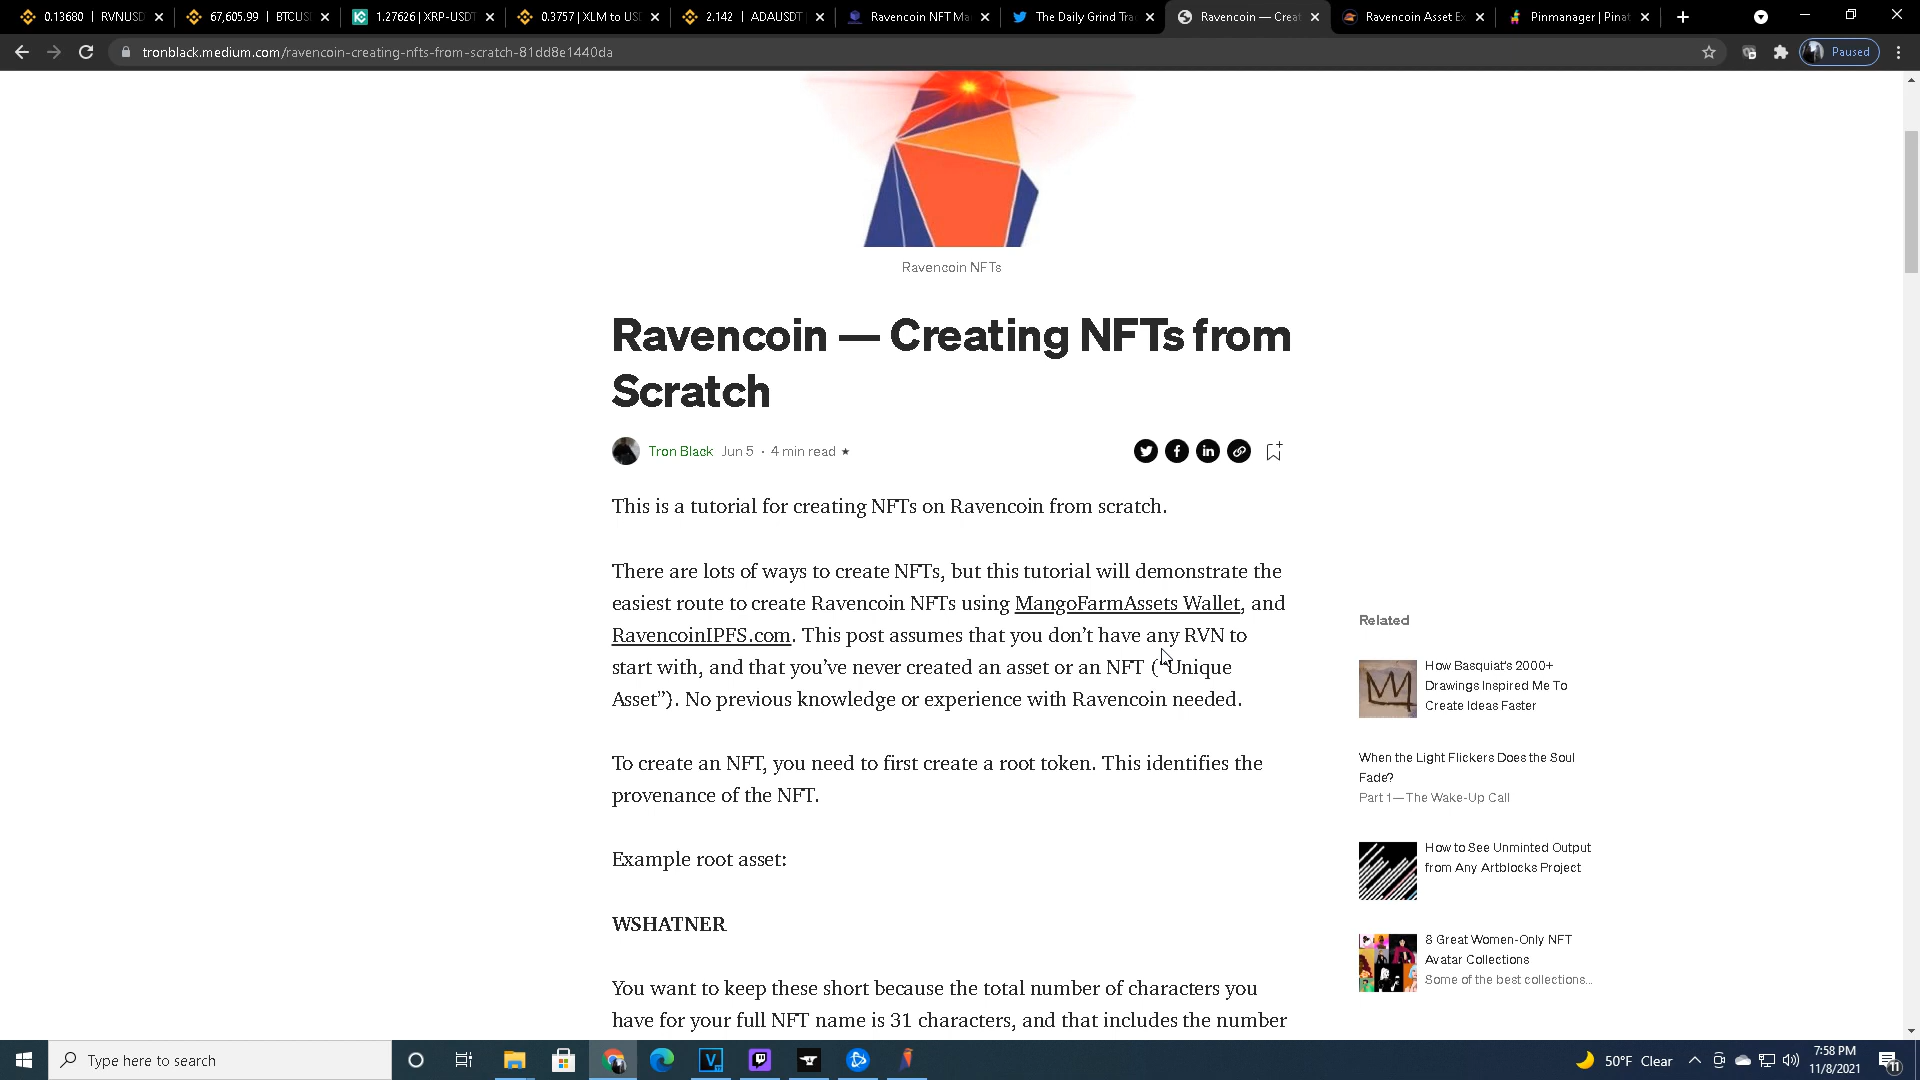 0.13680 | RVNUSD
67,605.99 | BTCUS
1.27626 | XRP-USDT
0.3757 | XLM to US
2.142 | ADAUSDT
Ravencoin NFT Ma
The Daily Grind Tra
Ravencoin — Creat
Ravencoin Asset Ex
Pinmanager | Pinat
tronblack.medium.com/ravencoin-creating-nfts-from-scratch-81dd8e1440da
Paused
Ravencoin NFTs
Ravencoin — Creating NFTs from
Scratch
Tron Black Jun 5 · 4 min read ★
This is a tutorial for creating NFTs on Ravencoin from scratch.
There are lots of ways to create NFTs, but this tutorial will demonstrate the
easiest route to create Ravencoin NFTs using MangoFarmAssets Wallet, and
RavencoinIPFS.com. This post assumes that you don’t have any RVN to
start with, and that you’ve never created an asset or an NFT (“Unique
Asset”). No previous knowledge or experience with Ravencoin needed.
To create an NFT, you need to first create a root token. This identifies the
provenance of the NFT.
Example root asset:
WSHATNER
You want to keep these short because the total number of characters you
have for your full NFT name is 31 characters, and that includes the number
Related
How Basquiat's 2000+
Drawings Inspired Me To
Create Ideas Faster
When the Light Flickers Does the Soul
Fade?
Part 1—The Wake-Up Call
How to See Unminted Output
from Any Artblocks Project
8 Great Women-Only NFT
Avatar Collections
Some of the best collections…
Type here to search
50°F Clear
7:58 PM
11/8/2021
11